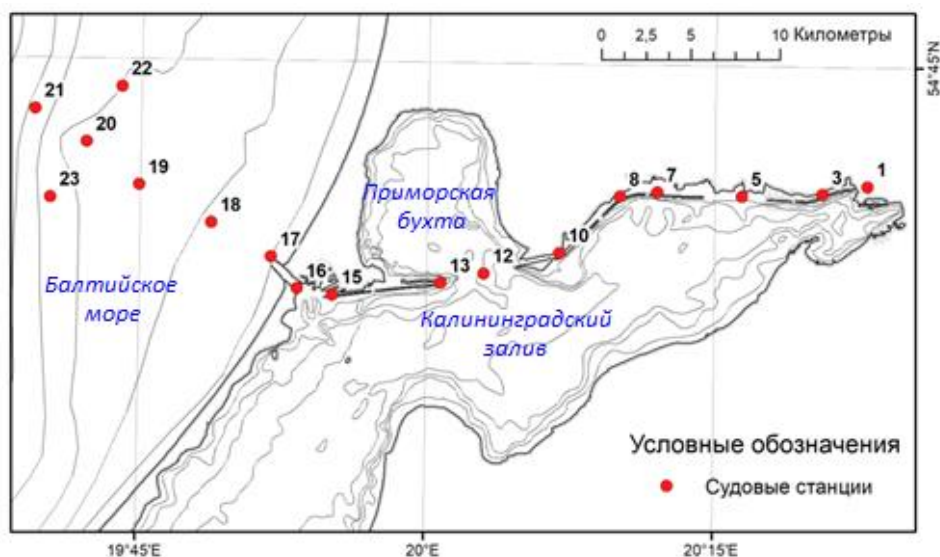 0 2,5 5 10 Километры
54°45'N
22
21
20
19
23
18
17
16
15
13
12
10
8
7
5
3
1
Приморская
бухта
Балтийское
море
Калининградский
залив
Условные обозначения
Судовые станции
19°45'E
20°E
20°15'E